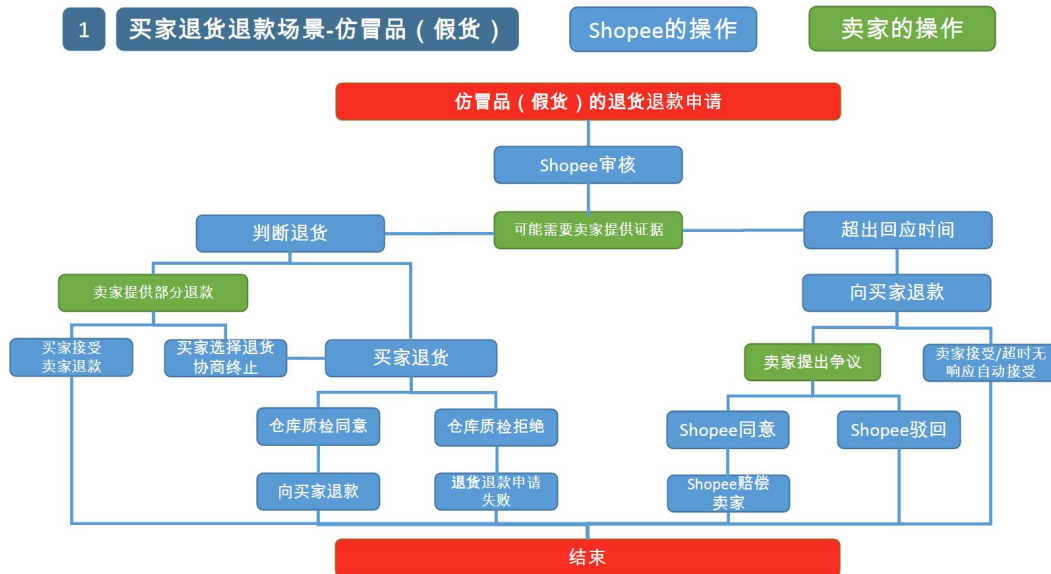 1
买家退货退款场景-仿冒品（假货）
Shopee的操作
卖家的操作
仿冒品（假货）的退货退款申请
Shopee审核
判断退货
可能需要卖家提供证据
超出回应时间
卖家提供部分退款
向买家退款
买家接受
卖家退款
买家选择退货
协商终止
买家退货
卖家提出争议
卖家接受/超时无
响应自动接受
仓库质检同意
仓库质检拒绝
Shopee同意
Shopee驳回
向买家退款
退货退款申请
失败
Shopee赔偿
卖家
结束